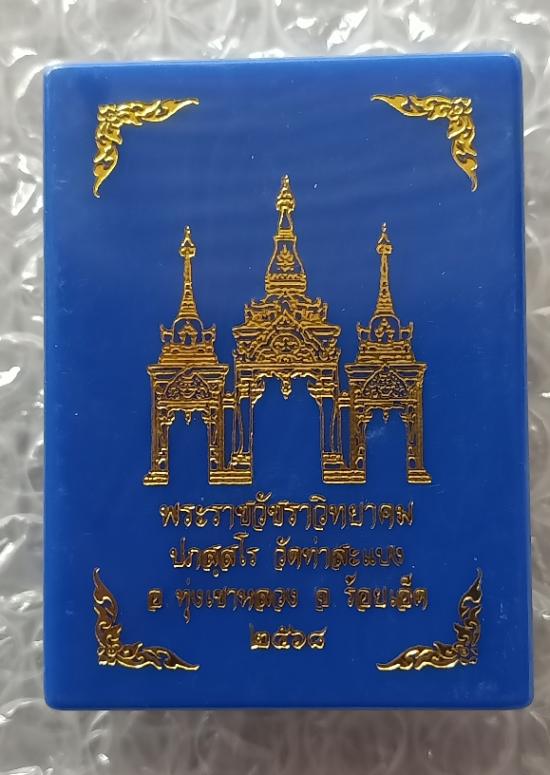 พระราชวัชราวิทยาคม
ปภสฺสโร วัดท่าสะแบง
อ ทุ่งเขาหลวง จ ร้อยเอ็ด
๒๕๖๘